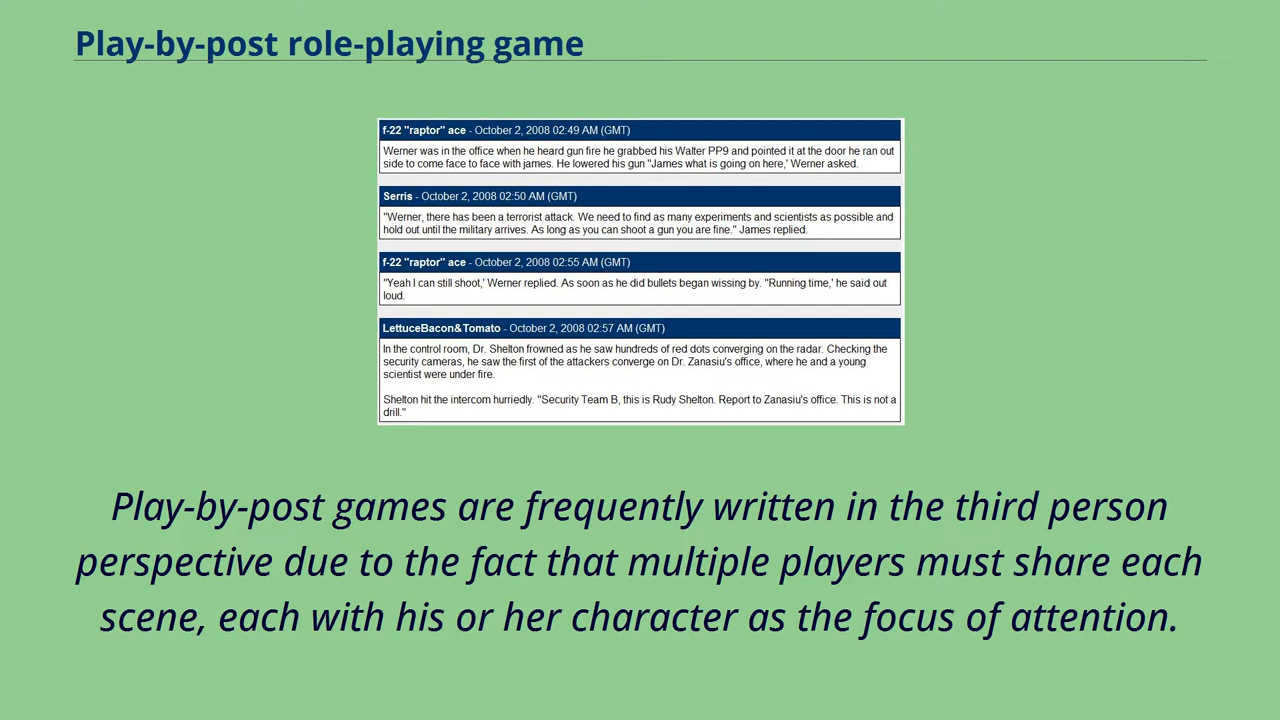 Play-by-post role-playing game
f-22 "raptor" ace - October 2, 2008 02:49 AM (GMT)
Werner was in the office when he heard gun fire he grabbed his Walter PP9 and pointed it at the door he ran out
side to come face to face with james. He lowered his gun "James what is going on here,' Werner asked.
Serris - October 2, 2008 02:50 AM (GMT)
"Werner, there has been a terrorist attack. We need to find as many experiments and scientists as possible and
hold out until the military arrives. As long as you can shoot a gun you are fine." James replied.
f-22 "raptor" ace - October 2, 2008 02:55 AM (GMT)
"Yeah I can still shoot,' Werner replied. As soon as he did bullets began wissing by. "Running time,' he said out
loud.
LettuceBacon&Tomato - October 2, 2008 02:57 AM (GMT)
In the control room, Dr. Shelton frowned as he saw hundreds of red dots converging on the radar. Checking the
security cameras, he saw the first of the attackers converge on Dr. Zanasiu's office, where he and a young
scientist were under fire.
Shelton hit the intercom hurriedly. "Security Team B, this is Rudy Shelton. Report to Zanasiu's office. This is not a
drill."
Play-by-post games are frequently written in the third person
perspective due to the fact that multiple players must share each
scene, each with his or her character as the focus of attention.